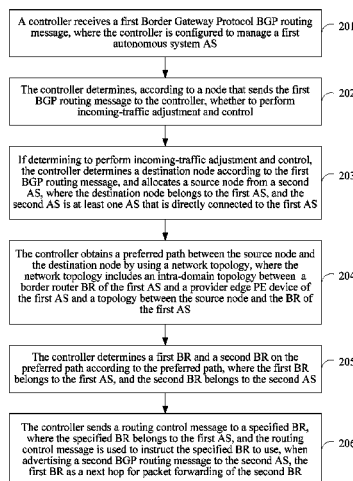 A controller receives a first Border Gateway Protocol BGP routing
message, where the controller is configured to manage a first
autonomous system AS
201
The controller determines, according to a node that sends the first
BGP routing message to the controller, whether to perform
incoming-traffic adjustment and control
202
If determining to perform incoming-traffic adjustment and control,
the controller determines a destination node according to the first
BGP routing message, and allocates a source node from a second
AS, where the destination node belongs to the first AS, and the
second AS is at least one AS that is directly connected to the first AS
203
The controller obtains a preferred path between the source node and
the destination node by using a network topology, where the
network topology includes an intra-domain topology between a
border router BR of the first AS and a provider edge PE device of
the first AS and a topology between the source node and the BR of
the first AS
204
The controller determines a first BR and a second BR on the
preferred path according to the preferred path, where the first BR
belongs to the first AS, and the second BR belongs to the second AS
205
The controller sends a routing control message to a specified BR,
where the specified BR belongs to the first AS, and the routing
control message is used to instruct the specified BR to use, when
advertising a second BGP routing message to the second AS, the
first BR as a next hop for packet forwarding of the second BR
206